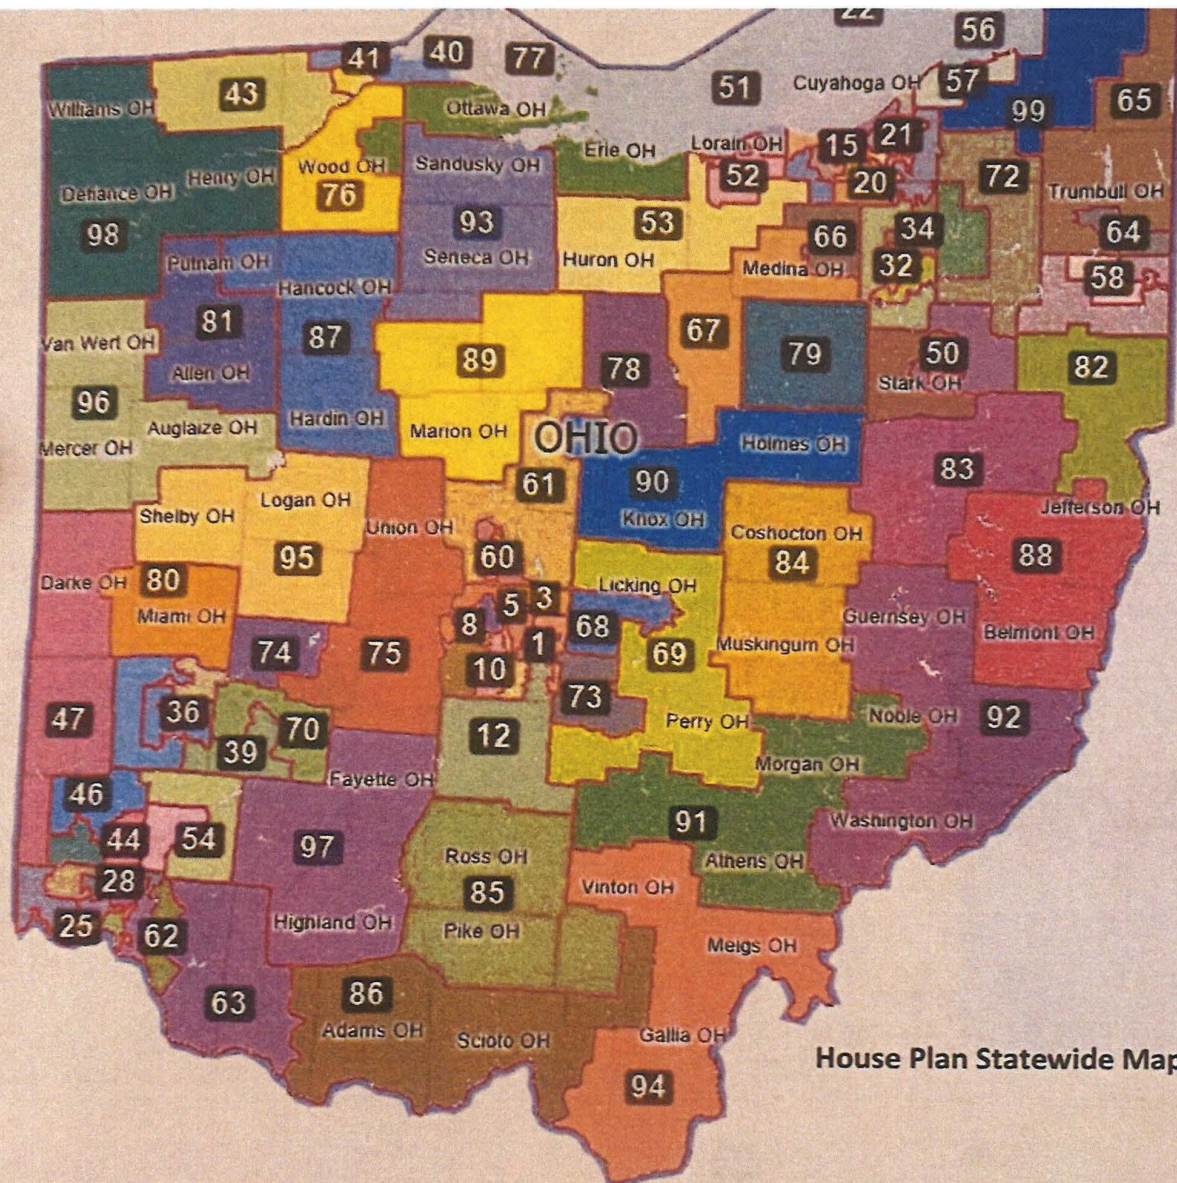 22
56
41
40
77
57
43
51
Cuyahoga OH
99
65
Williams OH
Ottawa OH
15
21
Wood OH
Sandusky OH
Erie OH
Lorain OH
52
20
72
Defiance OH
Henry OH
76
Trumbull OH
98
93
53
66
34
64
Putnam OH
Seneca OH
Huron OH
Medina OH
32
58
Hancock OH
81
87
67
Van Wert OH
89
78
79
50
82
Allen OH
Stark OH
96
Hardin OH
Auglaize OH
Marion OH
OHIO
Holmes OH
Mercer OH
83
61
90
Logan OH
Shelby OH
Union OH
Knox OH
Coshocton OH
Jefferson OH
95
60
84
88
Darke OH
80
Licking OH
5
3
Miami OH
8
68
Guernsey OH
Belmont OH
74
75
1
69
Muskingum OH
10
47
36
73
39
70
12
Perry OH
Noble OH
92
Fayette OH
Morgan OH
46
44
54
97
91
Washington OH
Ross OH
Athens OH
28
85
Vinton OH
25
62
Highland OH
Pike OH
Meigs OH
63
86
Adams OH
Scioto OH
Gallia OH
House Plan Statewide Map
94